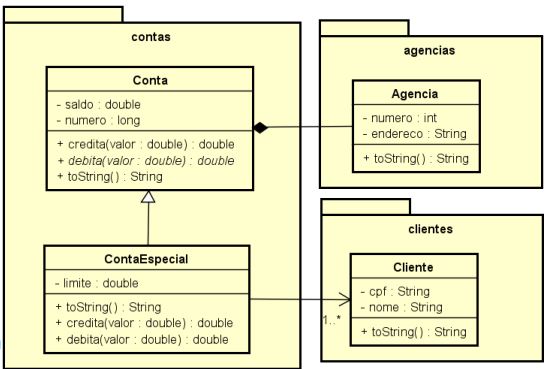 contas
Conta
- saldo : double
- numero : long
+ credita(valor : double) : double
+ debita(valor : double) : double
+ toString() : String
ContaEspecial
- limite : double
+ toString() : String
+ credita(valor : double) : double
+ debita(valor : double) : double
agencias
Agencia
- numero : int
- endereco : String
+ toString() : String
clientes
Cliente
- cpf : String
- nome : String
+ toString() : String
1..*